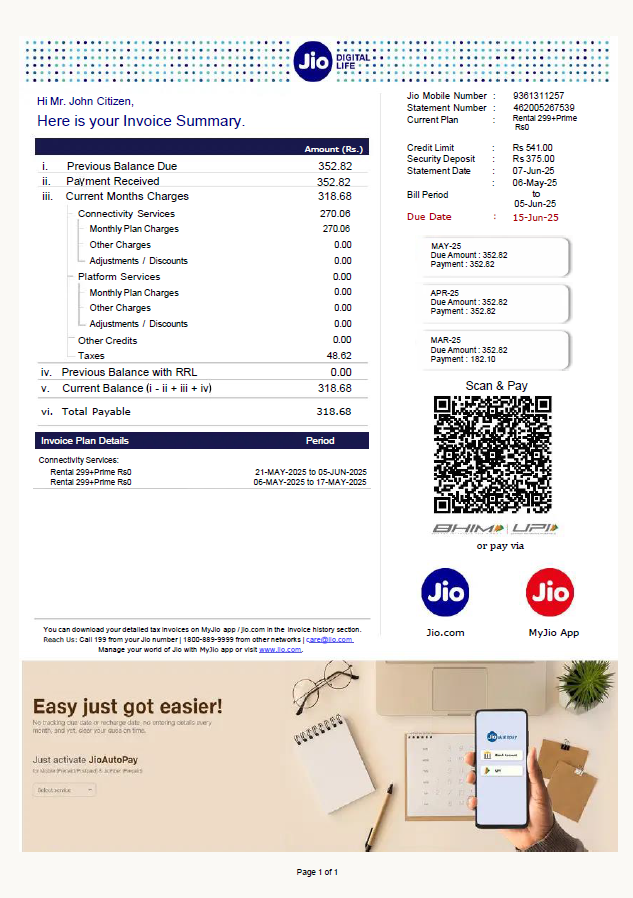 Jio DIGITAL LIFE
Hi Mr. John Citizen,
Here is your Invoice Summary.
Amount (Rs.)
i. Previous Balance Due 352.82
ii. Payment Received 352.82
iii. Current Months Charges 318.68
Connectivity Services 270.06
Monthly Plan Charges 270.06
Other Charges 0.00
Adjustments / Discounts 0.00
Platform Services 0.00
Monthly Plan Charges 0.00
Other Charges 0.00
Adjustments / Discounts 0.00
Other Credits 0.00
Taxes 48.62
iv. Previous Balance with RRL 0.00
v. Current Balance (i - ii + iii + iv) 318.68
vi. Total Payable 318.68
Invoice Plan Details Period
Connectivity Services:
Rental 299+Prime Rs0 21-MAY-2025 to 05-JUN-2025
Rental 299+Prime Rs0 06-MAY-2025 to 17-MAY-2025
Jio Mobile Number : 9361311257
Statement Number : 462005267539
Current Plan : Rental 299+Prime
Rs0
Credit Limit : Rs 541.00
Security Deposit : Rs 375.00
Statement Date : 07-Jun-25
Bill Period : 06-May-25
to
05-Jun-25
Due Date : 15-Jun-25
MAY-25
Due Amount : 352.82
Payment : 352.82
APR-25
Due Amount : 352.82
Payment : 352.82
MAR-25
Due Amount : 352.82
Payment : 182.10
Scan & Pay
BHIM UPI
or pay via
Jio Jio
Jio.com MyJio App
You can download your detailed tax invoices on MyJio app / jio.com in the invoice history section.
Reach Us: Call 199 from your Jio number | 1800-889-9999 from other networks | care@jio.com
Manage your world of Jio with MyJio app or visit www.jio.com.
Easy just got easier!
No tracking due date or recharge date, no entering details every
month, and yet, clear your dues on time.
Just activate JioAutoPay
Select service
Jio
Bank Account
UPI
Page 1 of 1